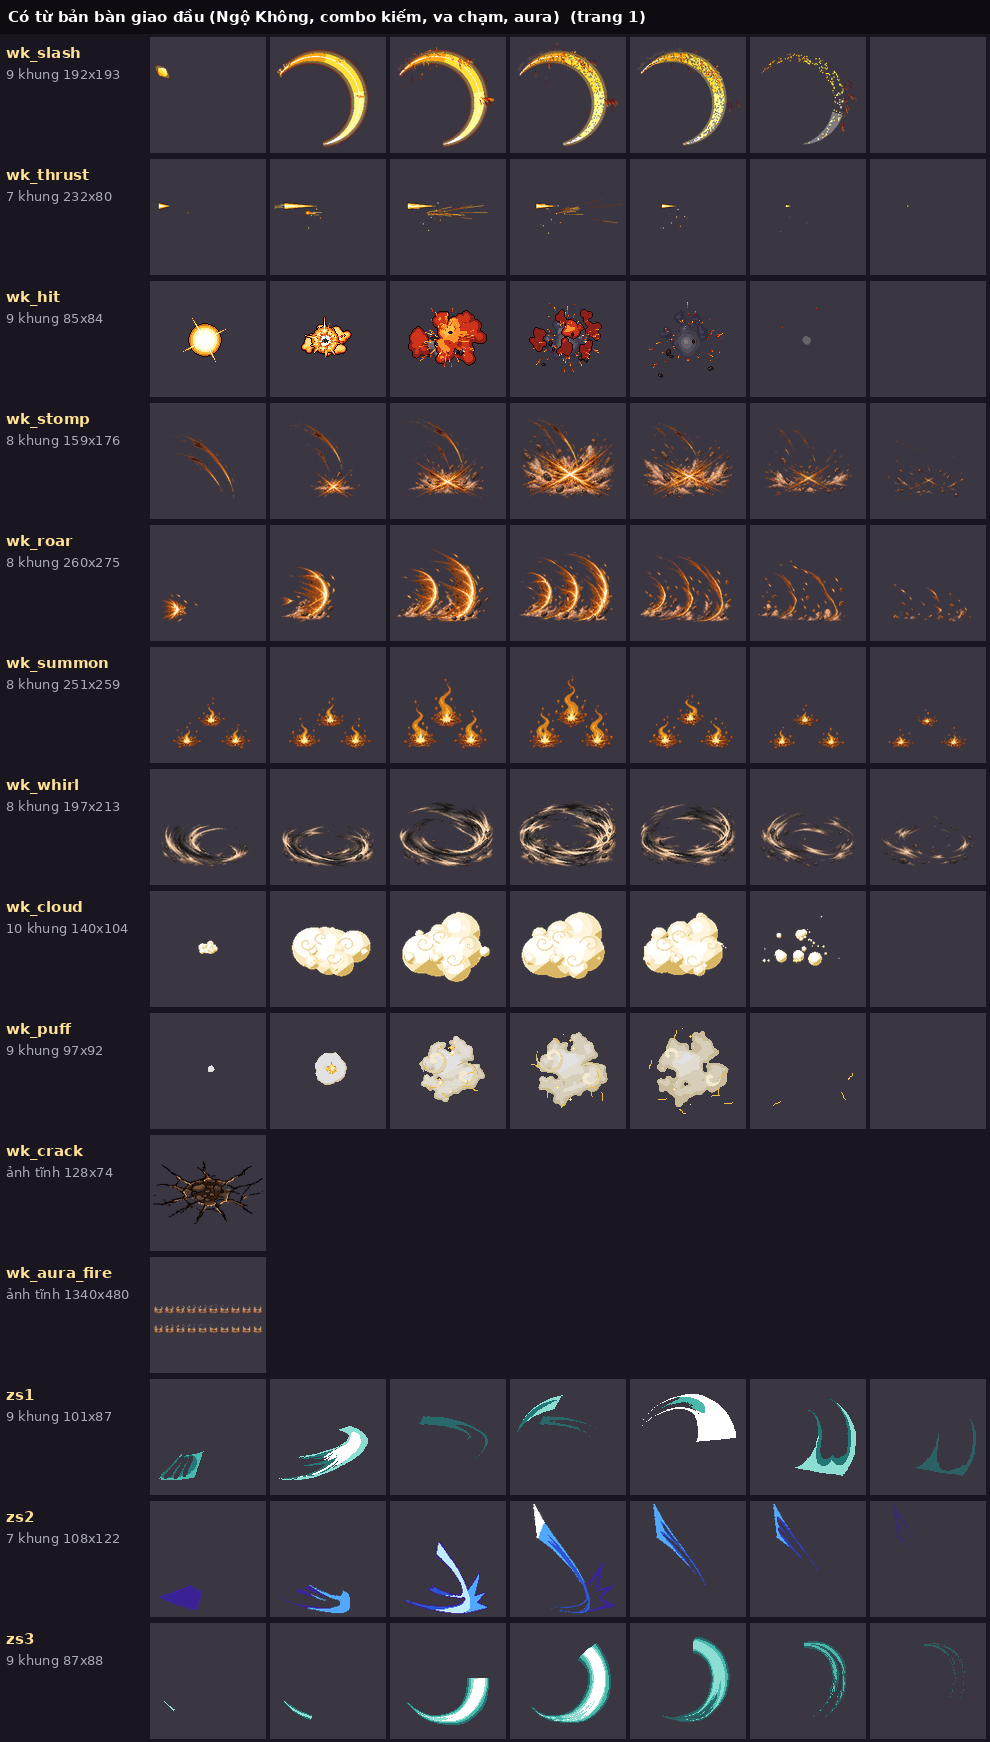 Có từ bản bàn giao đầu (Ngộ Không, combo kiếm, va chạm, aura)  (trang 1)
wk_slash
9 khung 192x193
wk_thrust
7 khung 232x80
wk_hit
9 khung 85x84
wk_stomp
8 khung 159x176
wk_roar
8 khung 260x275
wk_summon
8 khung 251x259
wk_whirl
8 khung 197x213
wk_cloud
10 khung 140x104
wk_puff
9 khung 97x92
wk_crack
ảnh tĩnh 128x74
wk_aura_fire
ảnh tĩnh 1340x480
zs1
9 khung 101x87
zs2
7 khung 108x122
zs3
9 khung 87x88